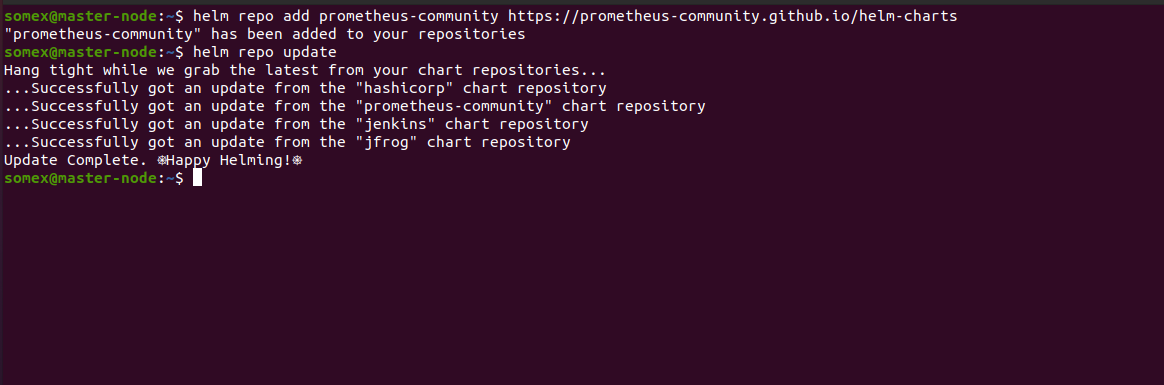 somex@master-node:~$ helm repo add prometheus-community https://prometheus-community.github.io/helm-charts
"prometheus-community" has been added to your repositories
somex@master-node:~$ helm repo update
Hang tight while we grab the latest from your chart repositories...
...Successfully got an update from the "hashicorp" chart repository
...Successfully got an update from the "prometheus-community" chart repository
...Successfully got an update from the "jenkins" chart repository
...Successfully got an update from the "jfrog" chart repository
Update Complete. ⎈Happy Helming!⎈
somex@master-node:~$